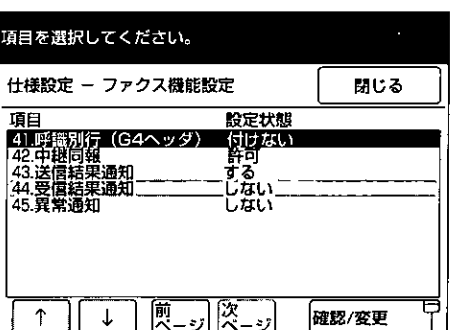 項目を選択してください。
仕様設定 − ファクス機能設定 閉じる
項目 設定状態
41.呼識別行（G4ヘッダ） 付けない
42.中継同報 許可
43.送信結果通知 する
44.受信結果通知 しない
45.異常通知 しない
↑ ↓ 前ページ 次ページ 確認/変更